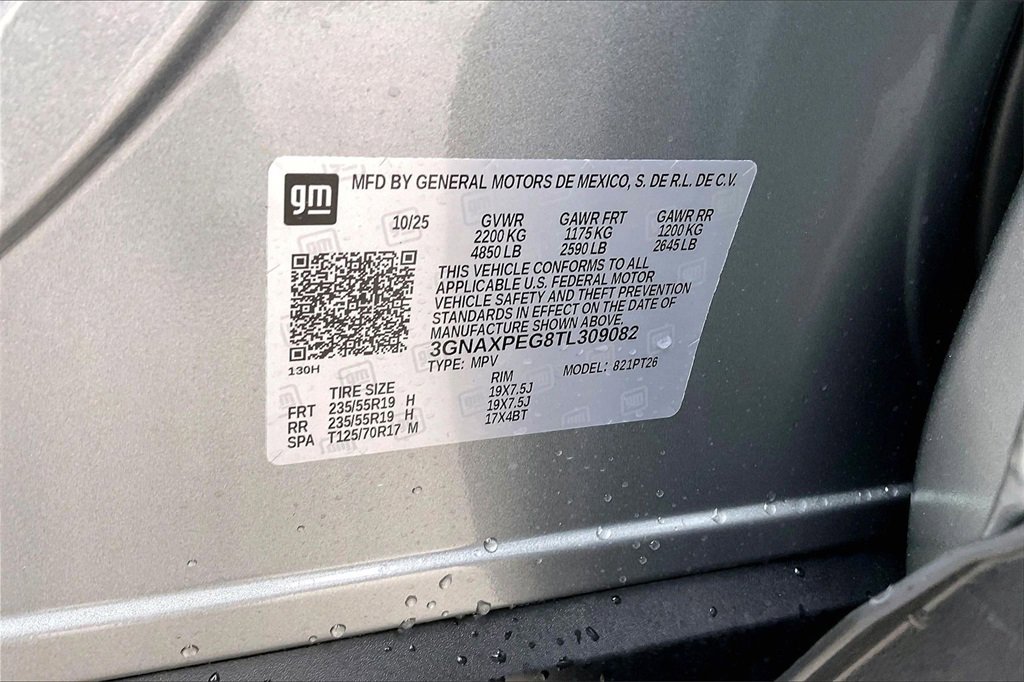 gm
MFD BY GENERAL MOTORS DE MEXICO, S. DE R.L. DE C.V.
10/25 GVWR GAWR FRT GAWR RR
2200 KG 1175 KG 1200 KG
4850 LB 2590 LB 2645 LB
THIS VEHICLE CONFORMS TO ALL
APPLICABLE U.S. FEDERAL MOTOR
VEHICLE SAFETY AND THEFT PREVENTION
STANDARDS IN EFFECT ON THE DATE OF
MANUFACTURE SHOWN ABOVE.
3GNAXPEG8TL309082
130H
TYPE: MPV MODEL: 821PT26
TIRE SIZE RIM
FRT 235/55R19 H 19X7.5J
RR 235/55R19 H 19X7.5J
SPA T125/70R17 M 17X4BT